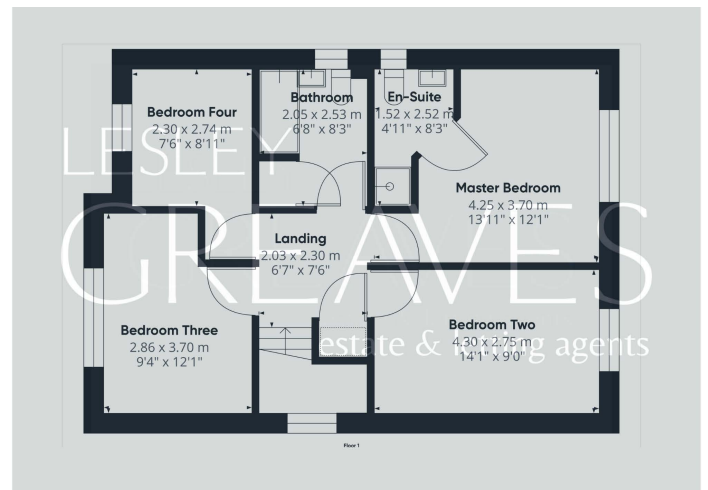 Bedroom Four
2.30 x 2.74 m
7'6" x 8'11"
Bathroom
2.05 x 2.53 m
6'8" x 8'3"
En-Suite
1.52 x 2.52 m
4'11" x 8'3"
LESLEY
GREAVES
estate & letting agents
Master Bedroom
4.25 x 3.70 m
13'11" x 12'1"
Landing
2.03 x 2.30 m
6'7" x 7'6"
Bedroom Three
2.86 x 3.70 m
9'4" x 12'1"
Bedroom Two
4.30 x 2.75 m
14'1" x 9'0"
Floor 1